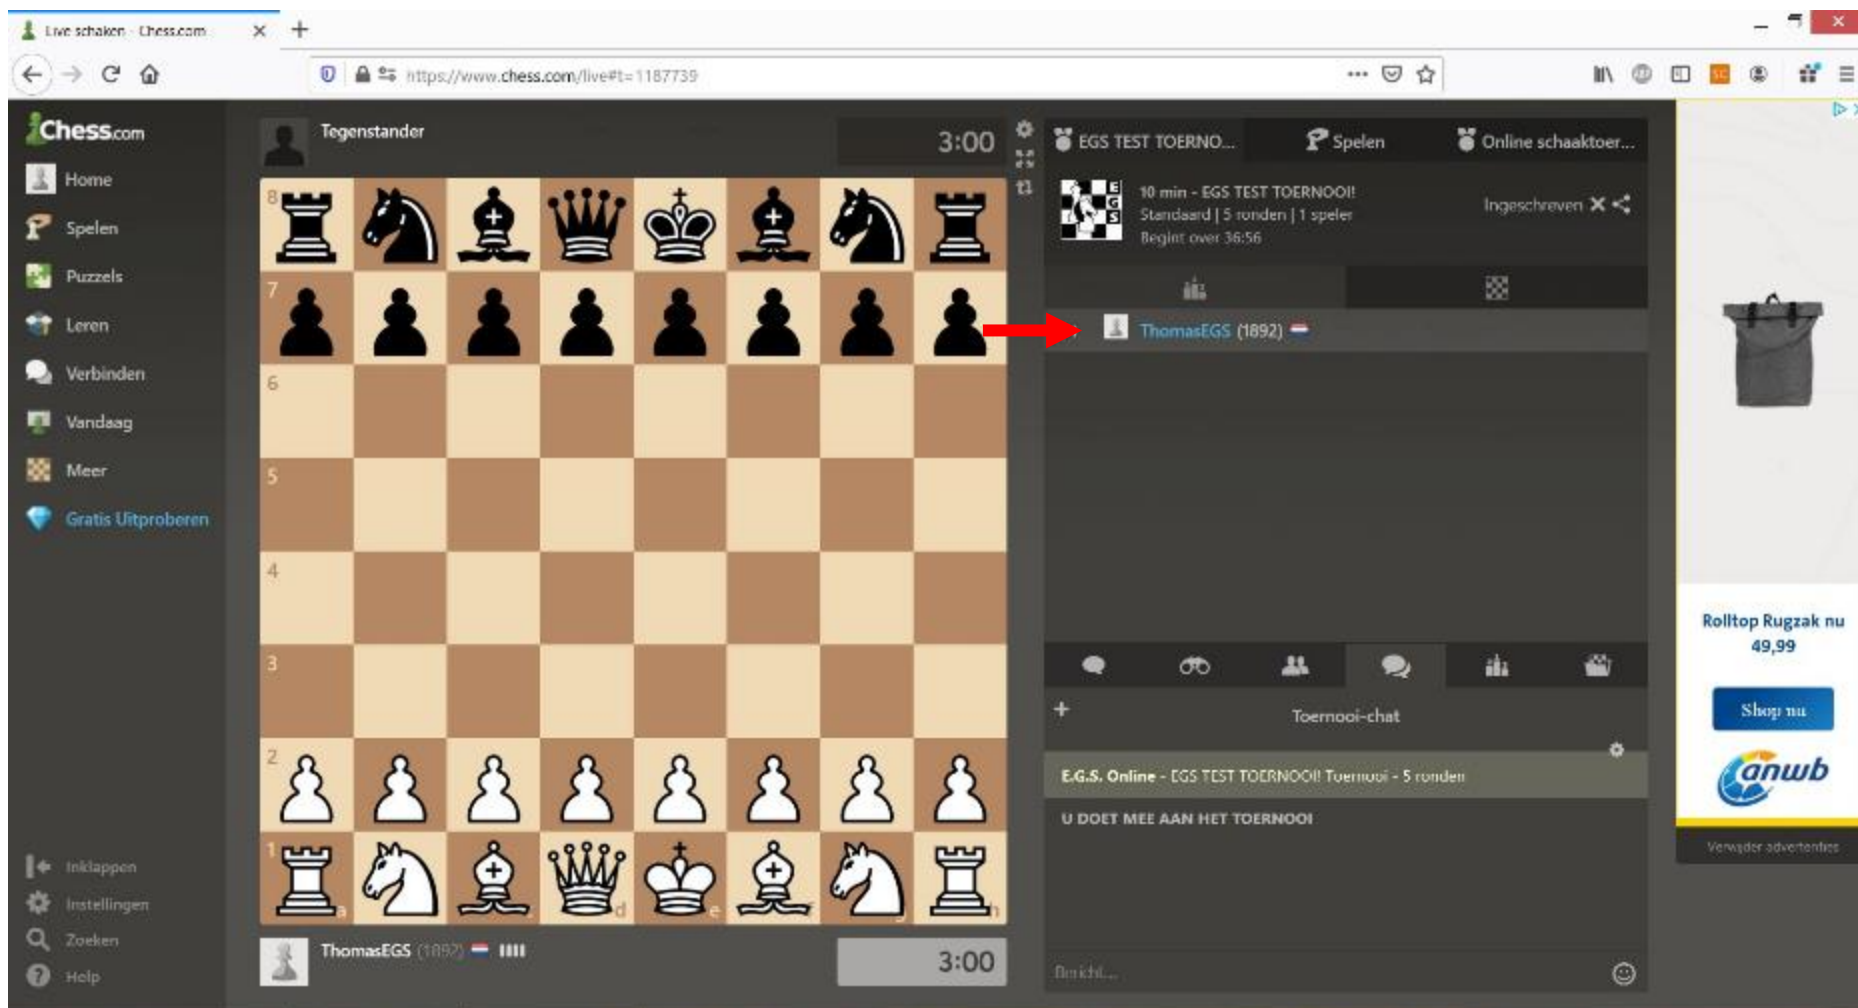 Live schaken - Chess.com
https://www.chess.com/live#t=1187739
Chess.com
Home
Spelen
Puzzels
Leren
Verbinden
Vandaag
Meer
Gratis Uitproberen
Inklappen
Instellingen
Zoeken
Help
Tegenstander
3:00
8
7
6
5
4
3
2
1
a
c
d
e
f
g
h
ThomasEGS (1892)
3:00
EGS TEST TOERNO...
Spelen
Online schaaktoer...
E
G
S
10 min - EGS TEST TOERNOOI!
Standaard | 5 ronden | 1 speler
Begint over 36:56
Ingeschreven
ThomasEGS (1892)
Toernooi-chat
E.G.S. Online - EGS TEST TOERNOOI! Toernooi - 5 ronden
U DOET MEE AAN HET TOERNOOI
Bericht...
Rolltop Rugzak nu
49,99
Shop nu
anwb
Verwijder advertenties